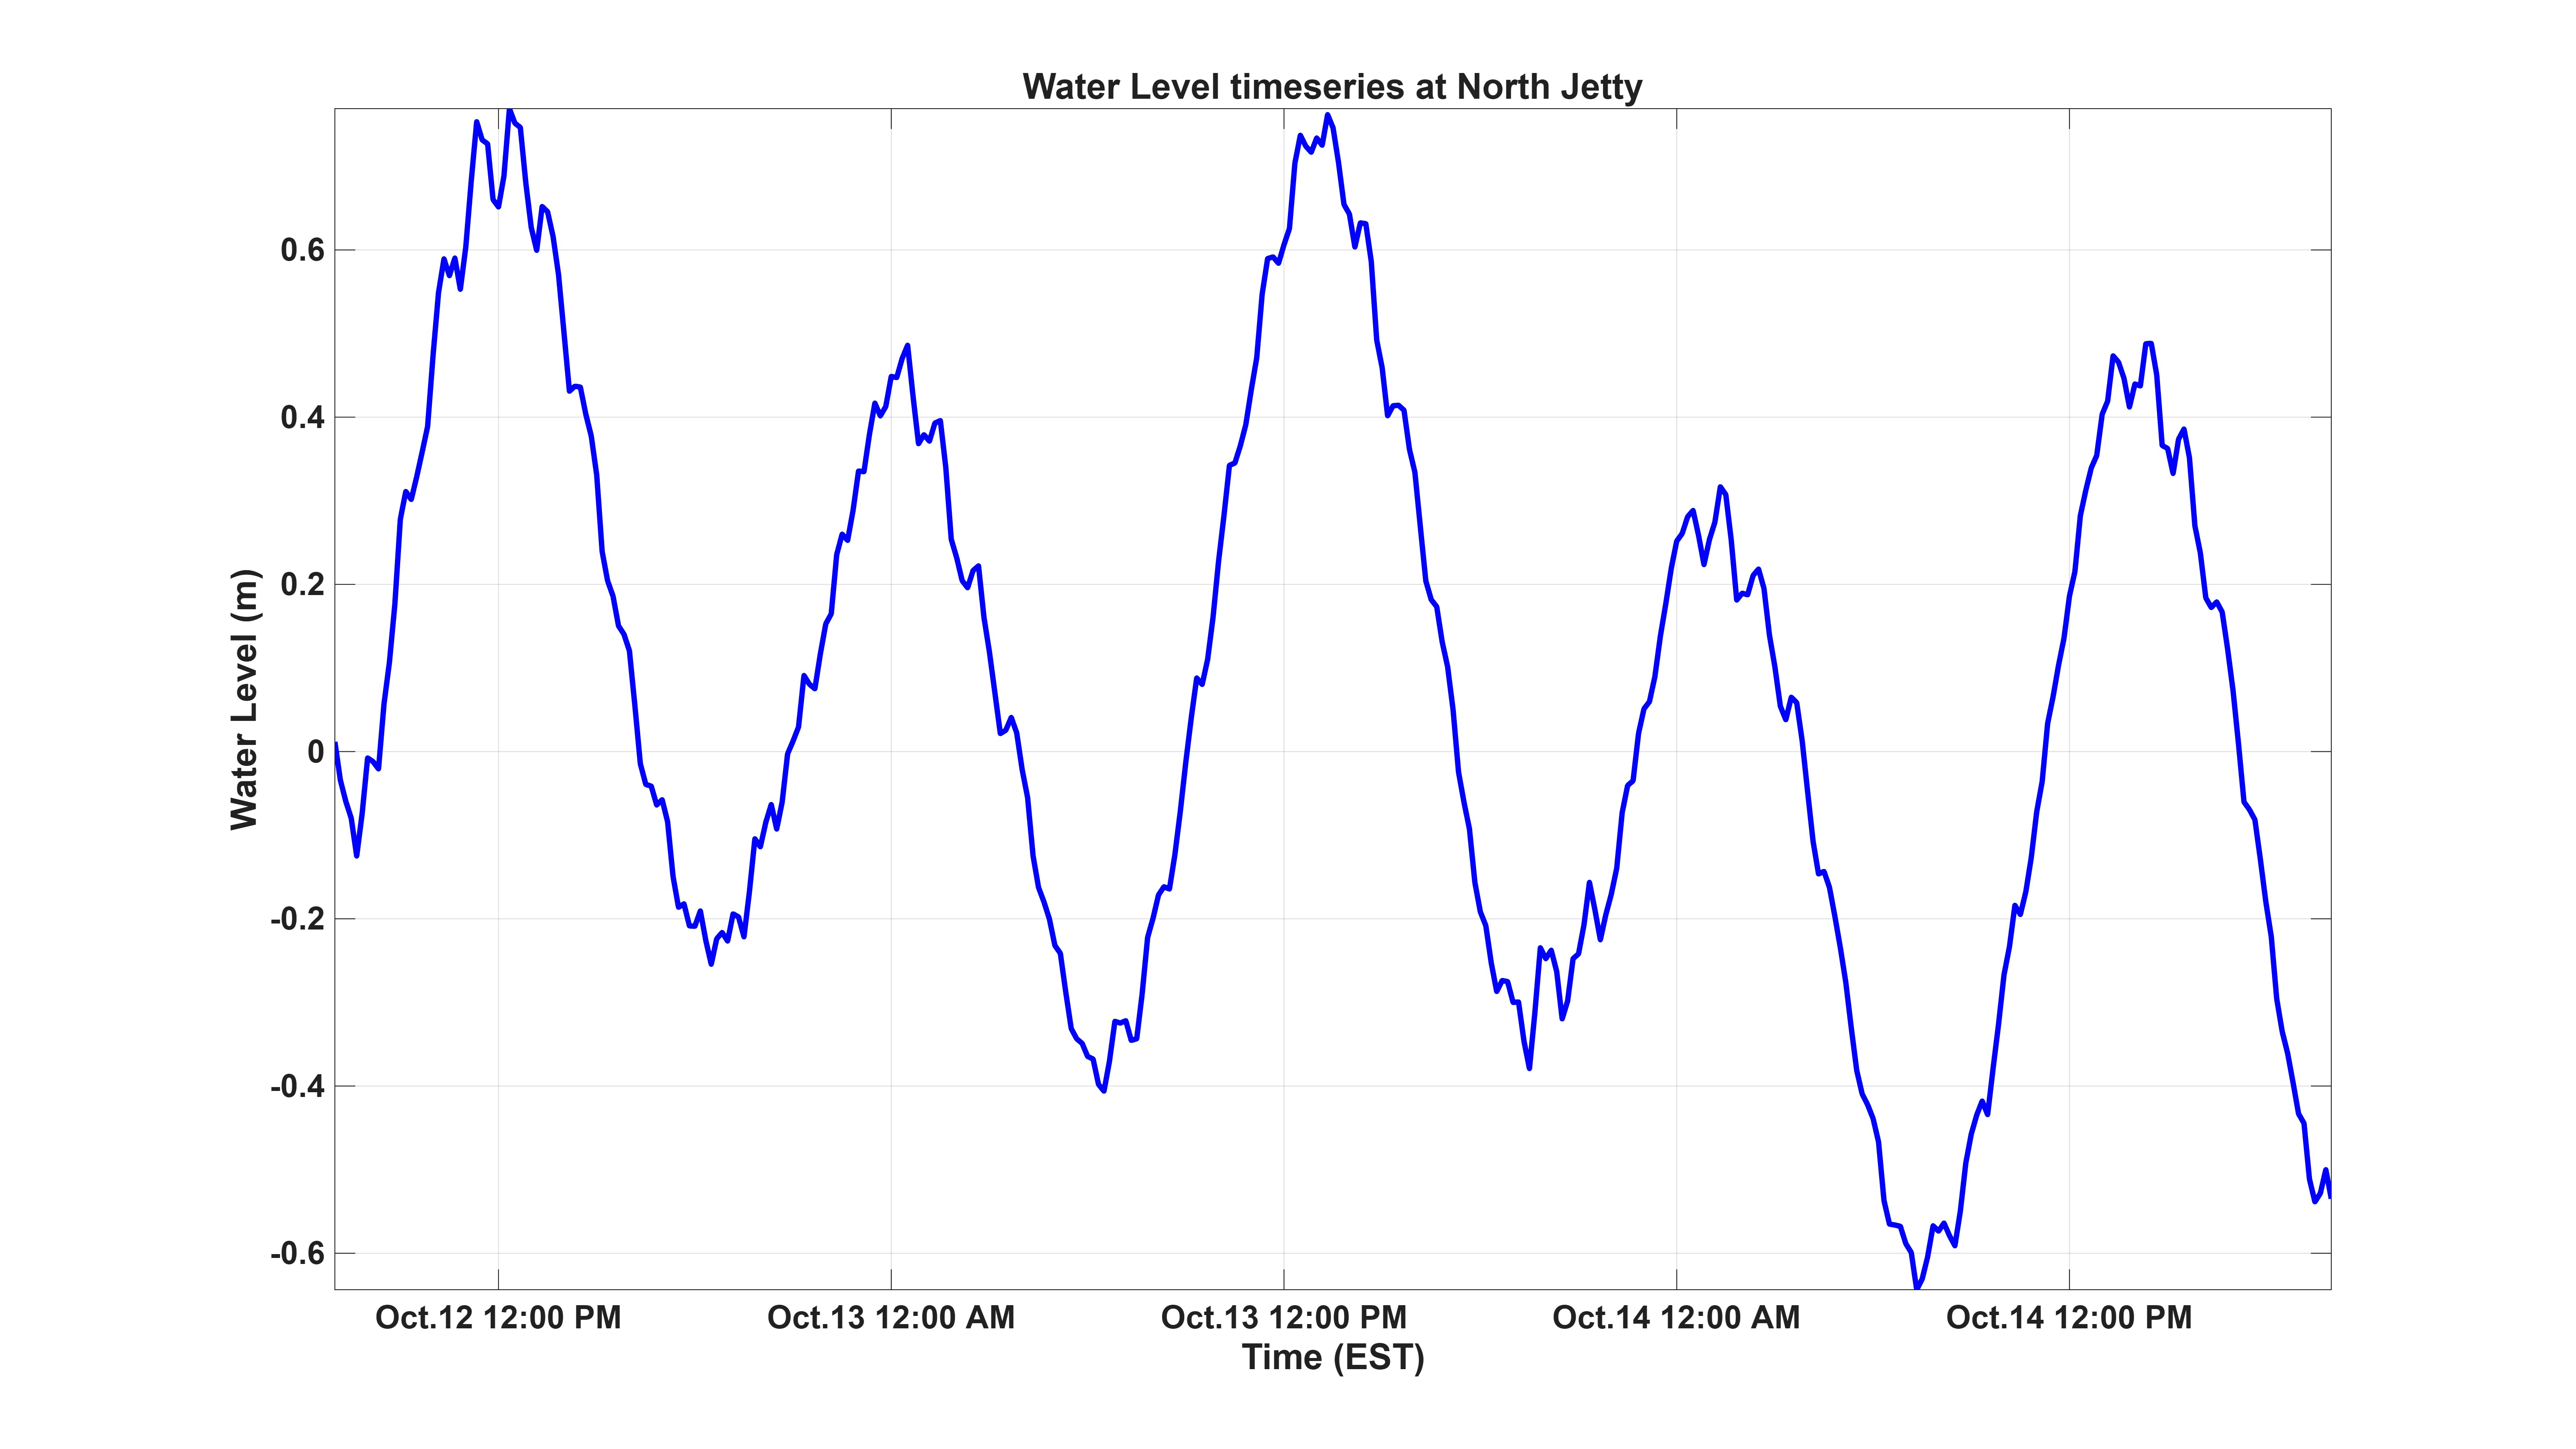 Water Level timeseries at North Jetty
0.6
0.4
0.2
0
-0.2
-0.4
-0.6
Water Level (m)
Oct.12 12:00 PM Oct.13 12:00 AM Oct.13 12:00 PM Oct.14 12:00 AM Oct.14 12:00 PM
Time (EST)